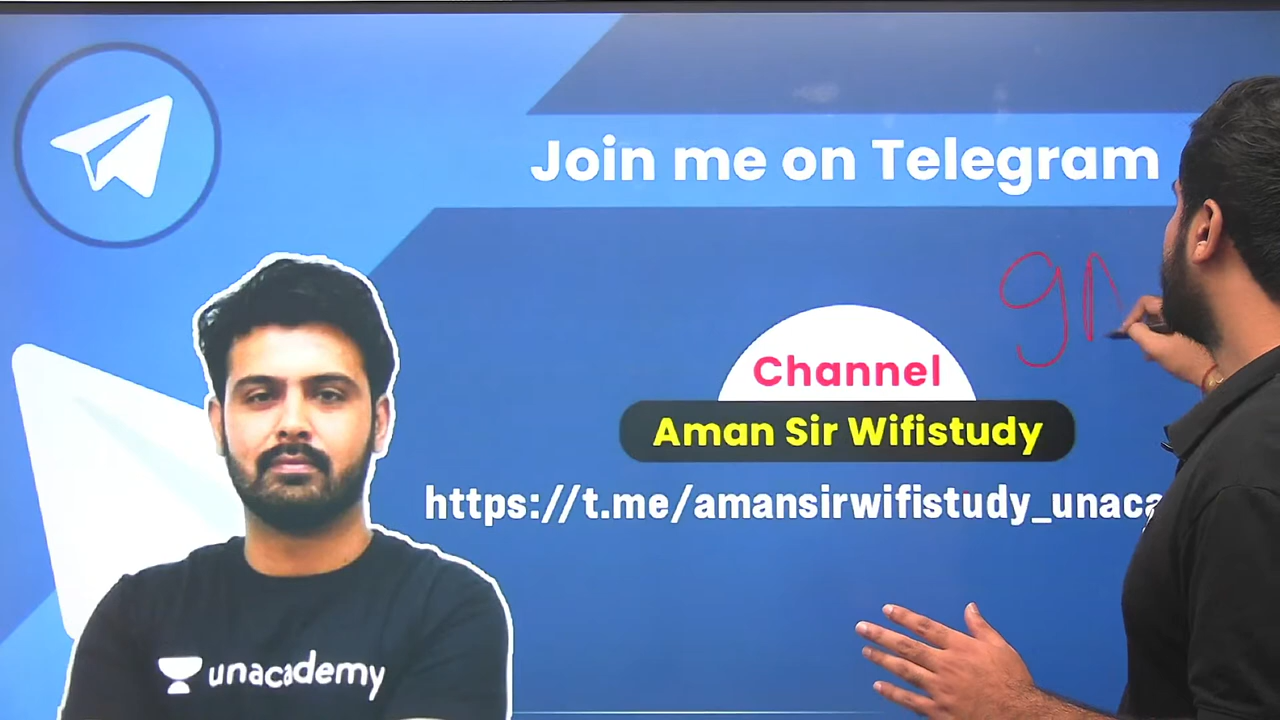 Join me on Telegram
Channel
Aman Sir Wifistudy
https://t.me/amansirwifistudy_unaca
unacademy